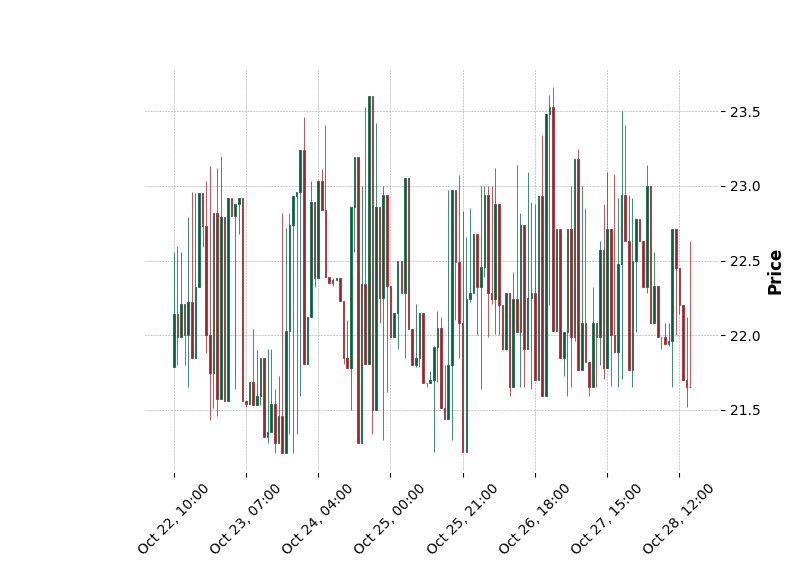 23.5
23.0
22.5
22.0
21.5
Price
Oct 22, 10:00
Oct 23, 07:00
Oct 24, 04:00
Oct 25, 00:00
Oct 25, 21:00
Oct 26, 18:00
Oct 27, 15:00
Oct 28, 12:00